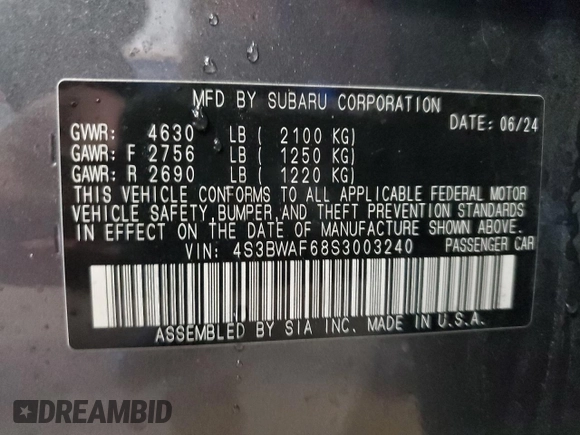 MFD BY SUBARU CORPORATION
DATE: 06/24
GVWR: 4630 LB ( 2100 KG)
GAWR: F 2756 LB ( 1250 KG)
GAWR: R 2690 LB ( 1220 KG)
THIS VEHICLE CONFORMS TO ALL APPLICABLE FEDERAL MOTOR
VEHICLE SAFETY,BUMPER,AND THEFT PREVENTION STANDARDS
IN EFFECT ON THE DATE OF MANUFACTURE SHOWN ABOVE.
VIN: 4S3BWAF68S3003240 PASSENGER CAR
ASSEMBLED BY SIA INC. MADE IN U.S.A.
DREAMBID